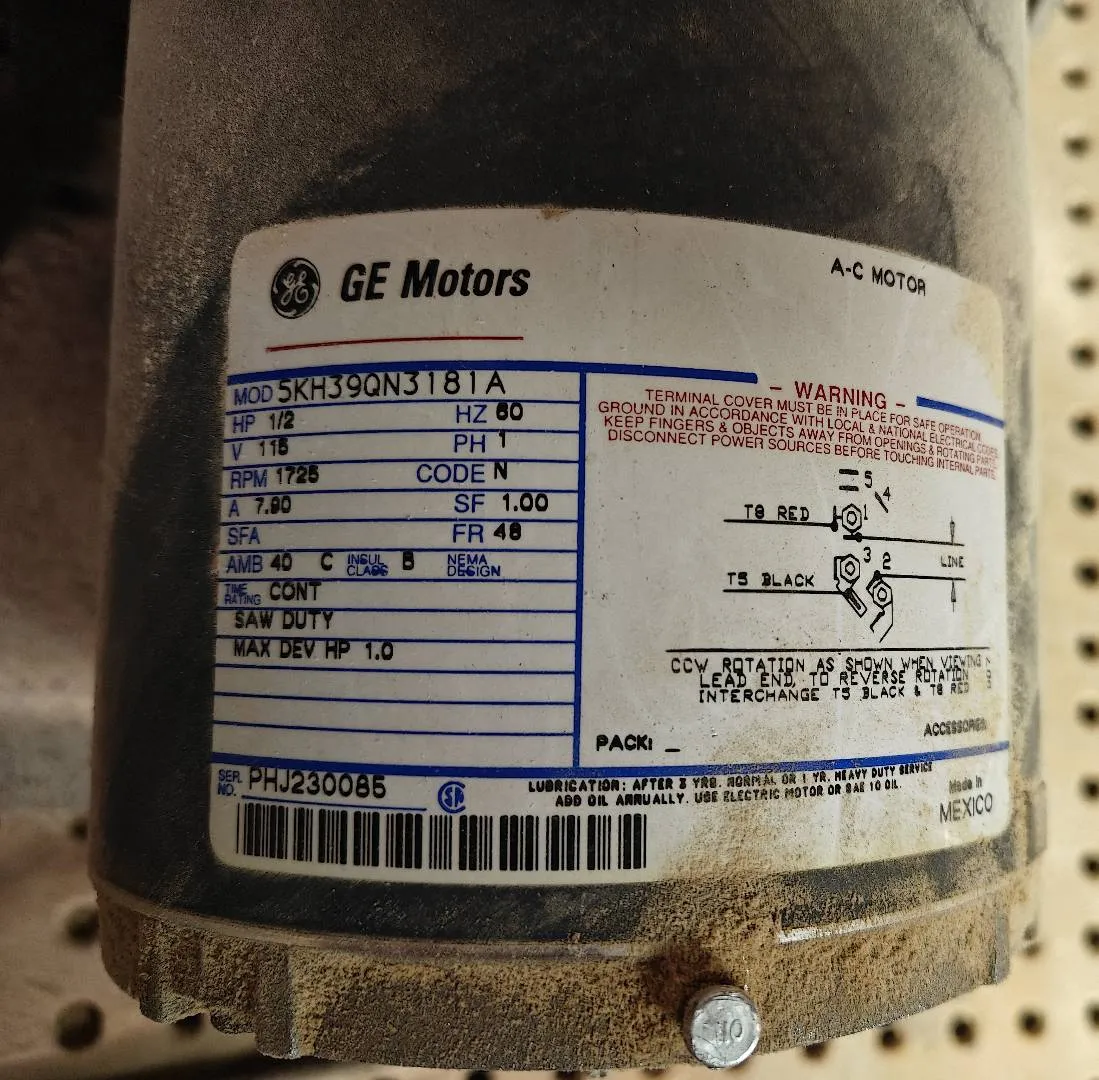 GE Motors
A-C MOTOR
MOD 5KH39QN3181A
HP 1/2 HZ 60
V 115 PH 1
RPM 1725 CODE N
A 7.90 SF 1.00
SFA FR 48
AMB 40 C INSUL CLASS B NEMA DESIGN
TIME RATING CONT
SAW DUTY
MAX DEV HP 1.0
- WARNING -
TERMINAL COVER MUST BE IN PLACE FOR SAFE OPERATION
GROUND IN ACCORDANCE WITH LOCAL & NATIONAL ELECTRICAL CODES
KEEP FINGERS & OBJECTS AWAY FROM OPENINGS & ROTATING PARTS
DISCONNECT POWER SOURCES BEFORE TOUCHING INTERNAL PARTS
5
4
T8 RED 1
LINE
3 2
T5 BLACK
CCW ROTATION AS SHOWN WHEN VIEWING
LEAD END, TO REVERSE ROTATION
INTERCHANGE T5 BLACK & T8 RED
ACCESSORIES
PACK: _
SER. NO. PHJ230085
LUBRICATION: AFTER 3 YRS. NORMAL OR 1 YR. HEAVY DUTY SERVICE
ADD OIL ANNUALLY. USE ELECTRIC MOTOR OR SAE 10 OIL.
Made in
MEXICO